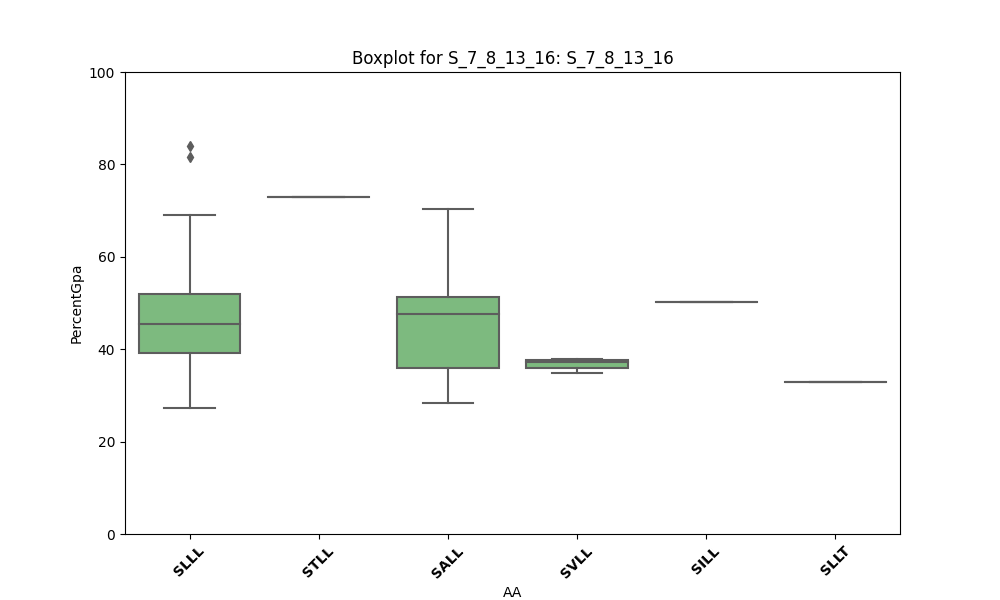 Boxplot for S_7_8_13_16: S_7_8_13_16
100
80
60
40
20
0
PercentGpa
SLLL
STLL
SALL
SVLL
SILL
SLLT
AA